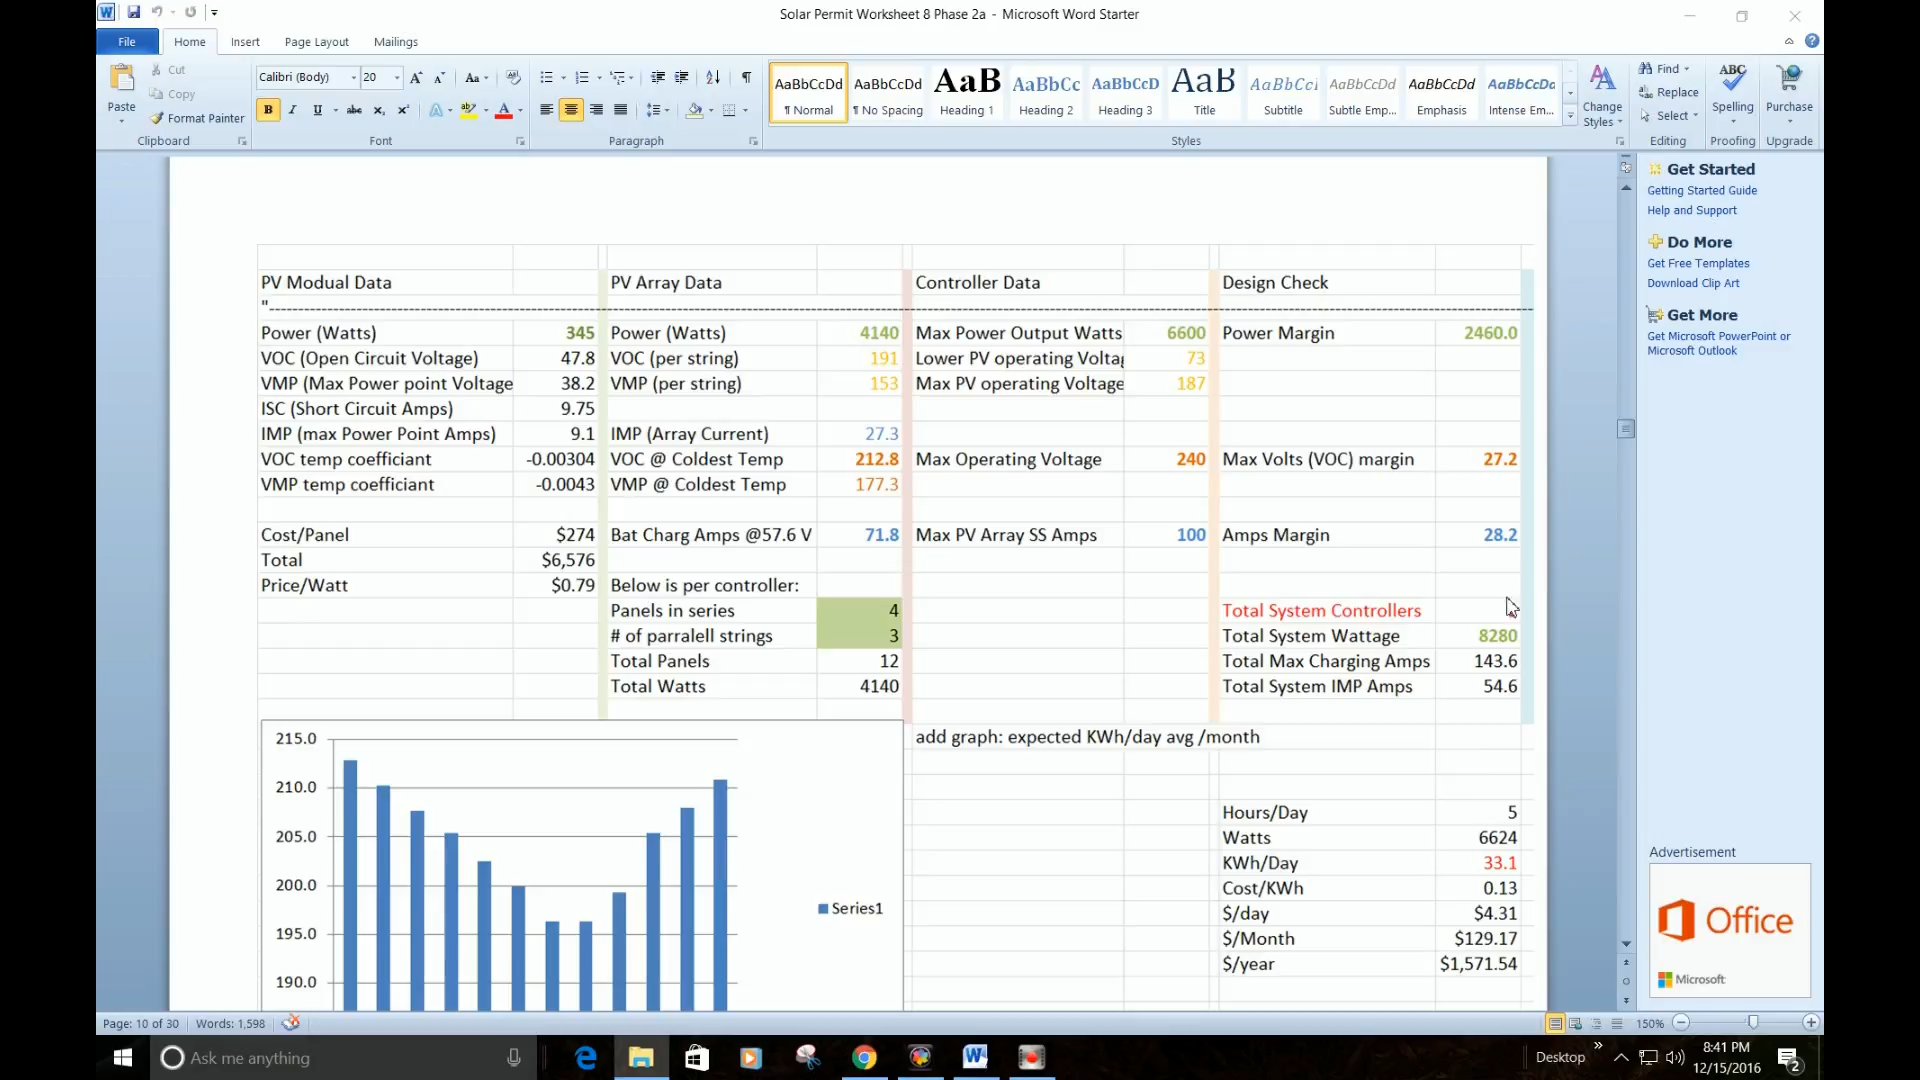 Solar Permit Worksheet 8 Phase 2a - Microsoft Word Starter
File Home Insert Page Layout Mailings
Cut
Copy
Format Painter
Paste
Clipboard
Calibri (Body) 20
Font
Paragraph
AaBbCcDd AaBbCcDd AaB AaBbCc AaBbCcD AaB AaBbCcI AaBbCcDd AaBbCcDd AaBbCcDc
¶ Normal ¶ No Spacing Heading 1 Heading 2 Heading 3 Title Subtitle Subtle Emp... Emphasis Intense Em...
Styles
Change Styles
Find
Replace
Select
Editing
Spelling
Proofing
Purchase
Upgrade
PV Modual Data PV Array Data Controller Data Design Check
Power (Watts) 345 Power (Watts) 4140 Max Power Output Watts 6600 Power Margin 2460.0
VOC (Open Circuit Voltage) 47.8 VOC (per string) 191 Lower PV operating Voltag 73
VMP (Max Power point Voltage 38.2 VMP (per string) 153 Max PV operating Voltage 187
ISC (Short Circuit Amps) 9.75
IMP (max Power Point Amps) 9.1 IMP (Array Current) 27.3
VOC temp coefficiant -0.00304 VOC @ Coldest Temp 212.8 Max Operating Voltage 240 Max Volts (VOC) margin 27.2
VMP temp coefficiant -0.0043 VMP @ Coldest Temp 177.3
Cost/Panel $274 Bat Charg Amps @57.6 V 71.8 Max PV Array SS Amps 100 Amps Margin 28.2
Total $6,576
Price/Watt $0.79 Below is per controller:
Panels in series 4 Total System Controllers
# of parralell strings 3 Total System Wattage 8280
Total Panels 12 Total Max Charging Amps 143.6
Total Watts 4140 Total System IMP Amps 54.6
add graph: expected KWh/day avg /month
215.0
210.0
205.0
200.0
195.0
190.0
Series1
Hours/Day 5
Watts 6624
KWh/Day 33.1
Cost/KWh 0.13
$/day $4.31
$/Month $129.17
$/year $1,571.54
Get Started
Getting Started Guide
Help and Support
Do More
Get Free Templates
Download Clip Art
Get More
Get Microsoft PowerPoint or
Microsoft Outlook
Advertisement
Office
Microsoft
Page: 10 of 30 Words: 1,598 150%
Ask me anything
Desktop
8:41 PM
12/15/2016
2